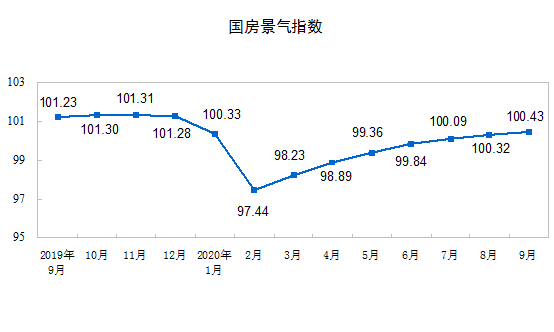 国房景气指数
103
101
99
97
95
101.23
101.30
101.31
101.28
100.33
97.44
98.23
98.89
99.36
99.84
100.09
100.32
100.43
2019年
9月
10月
11月
12月
2020年
1月
2月
3月
4月
5月
6月
7月
8月
9月